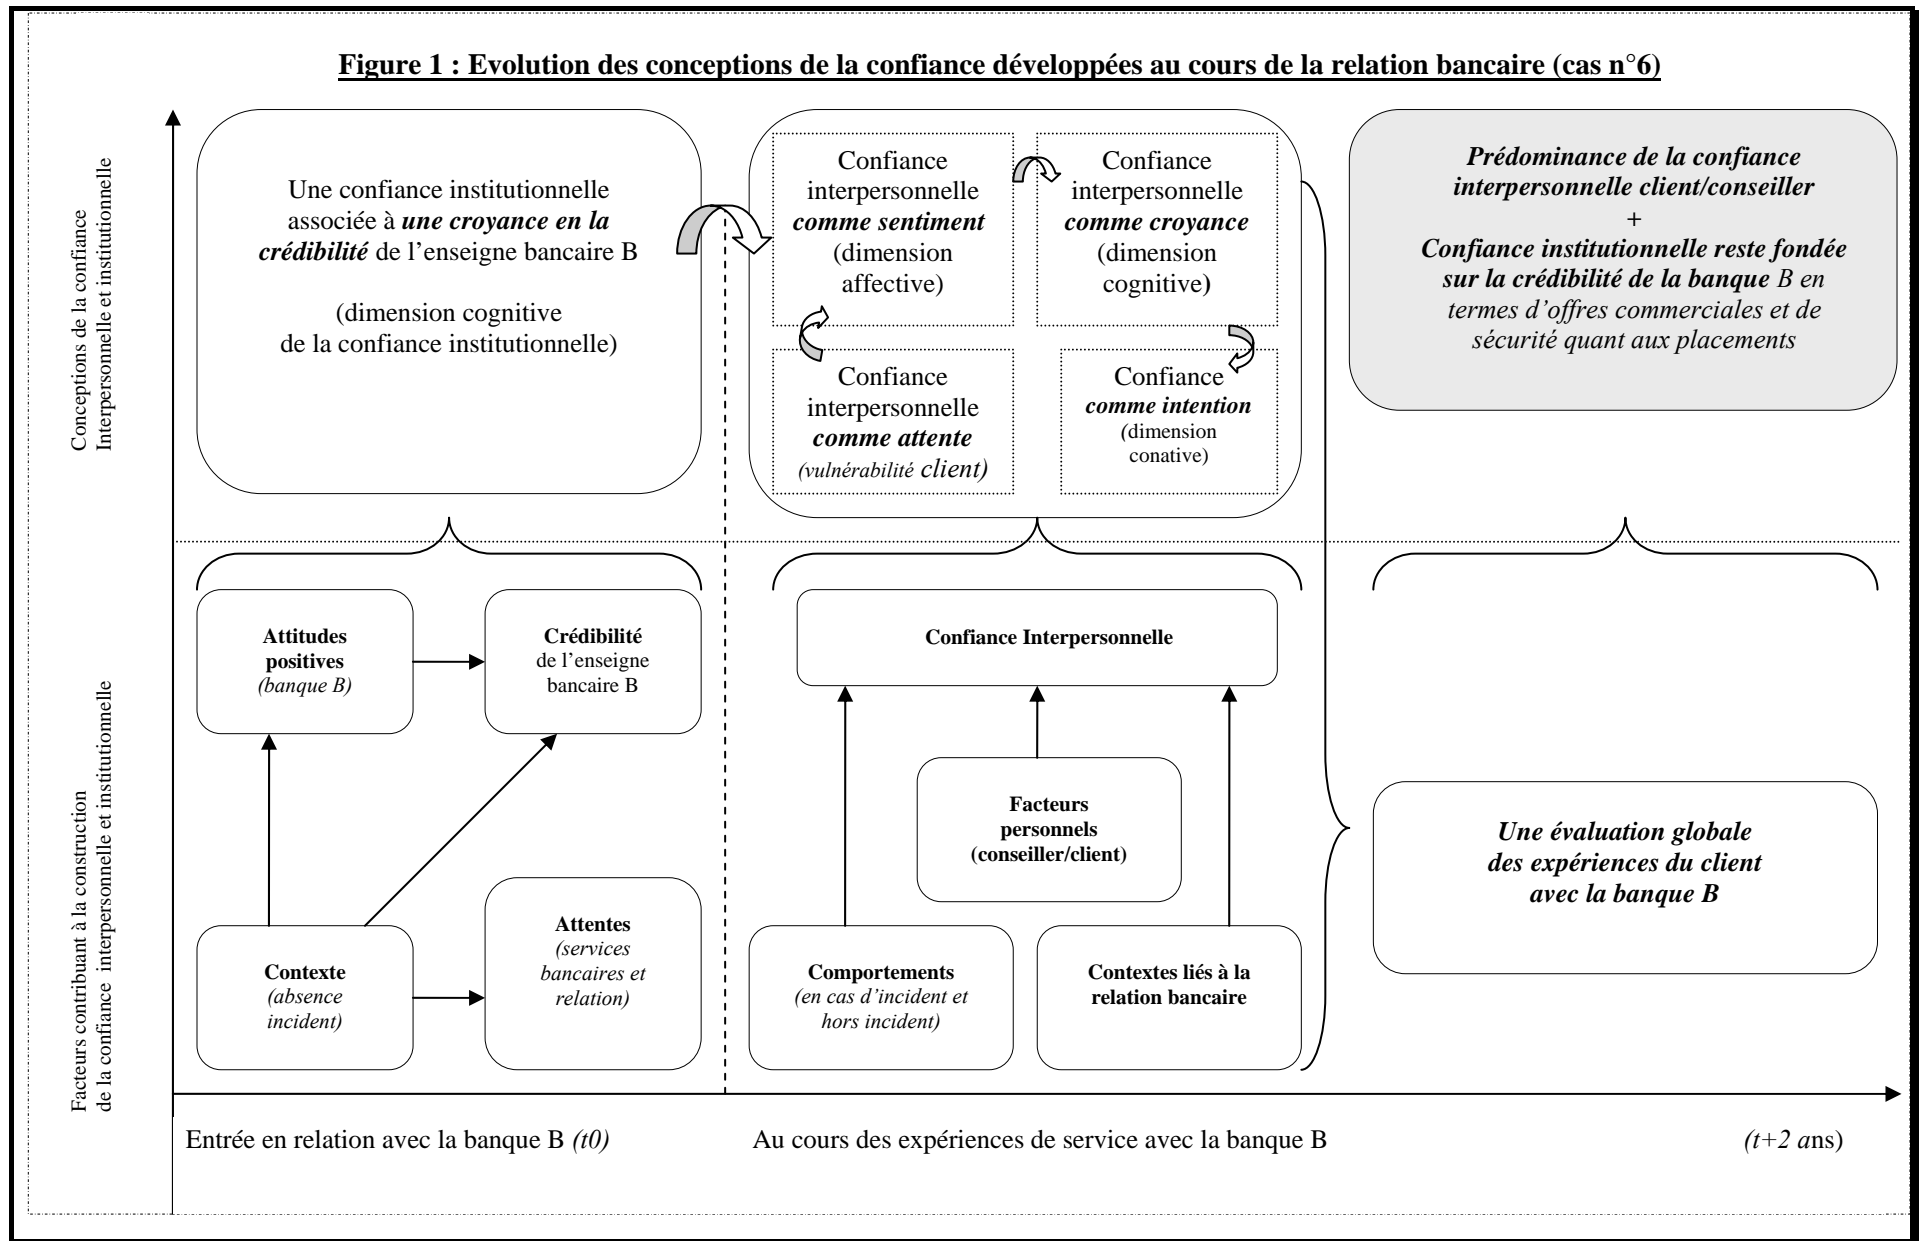 Figure 1 : Evolution des conceptions de la confiance développées au cours de la relation bancaire (cas n°6)
Conceptions de la confiance
Interpersonnelle et institutionnelle
Une confiance institutionnelle
associée à une croyance en la
crédibilité de l'enseigne bancaire B
(dimension cognitive
de la confiance institutionnelle)
Confiance
interpersonnelle
comme sentiment
(dimension
affective)
Confiance
interpersonnelle
comme croyance
(dimension
cognitive)
Confiance
interpersonnelle
comme attente
(vulnérabilité client)
Confiance
comme intention
(dimension
conative)
Prédominance de la confiance
interpersonnelle client/conseiller
+
Confiance institutionnelle reste fondée
sur la crédibilité de la banque B en
termes d'offres commerciales et de
sécurité quant aux placements
Facteurs contribuant à la construction
de la confiance interpersonnelle et institutionnelle
Attitudes
positives
(banque B)
Crédibilité
de l'enseigne
bancaire B
Contexte
(absence
incident)
Attentes
(services
bancaires et
relation)
Confiance Interpersonnelle
Facteurs
personnels
(conseiller/client)
Comportements
(en cas d'incident et
hors incident)
Contextes liés à la
relation bancaire
Une évaluation globale
des expériences du client
avec la banque B
Entrée en relation avec la banque B (t0)
Au cours des expériences de service avec la banque B
(t+2 ans)